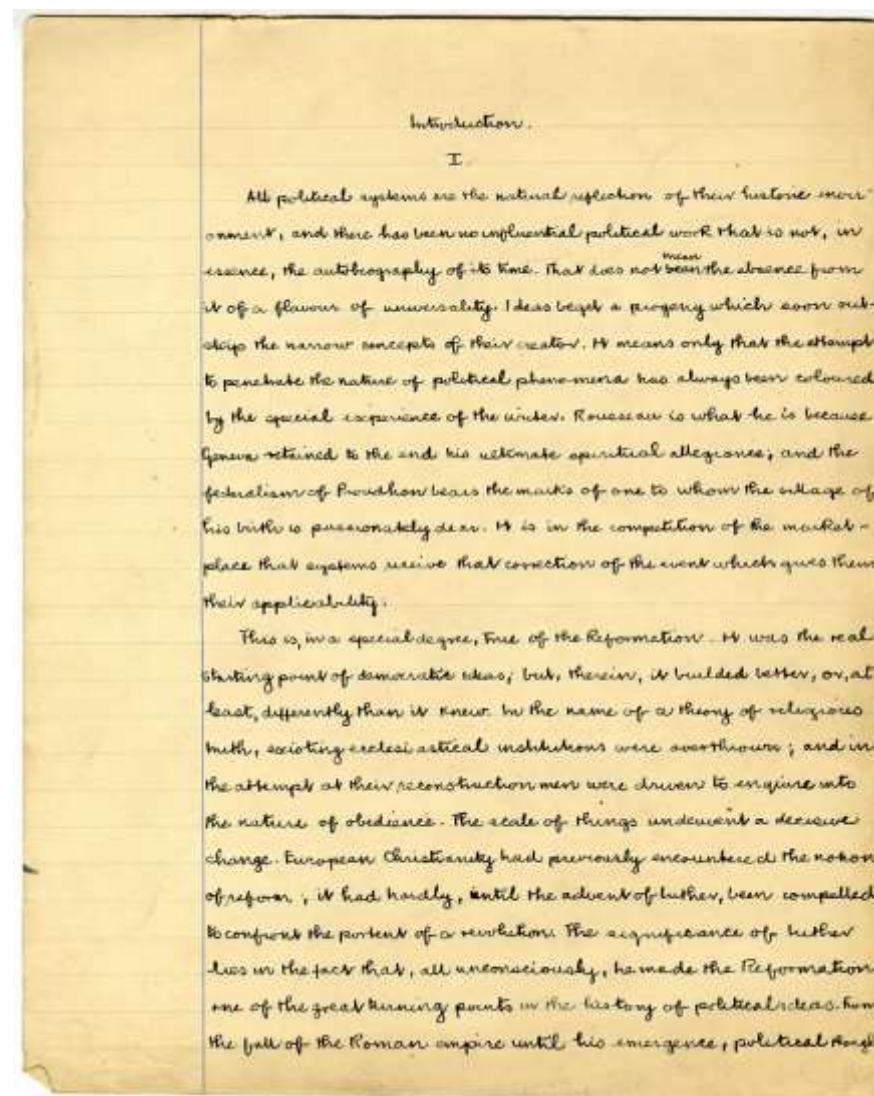 Introduction.
I
All political systems are the natural reflection of their historic envir-
onment, and there has been no influential political work that is not, in
essence, the autobiography of its time. That does not been mean the absence from
it of a flavour of universality. Ideas beget a progeny which soon out-
strip the narrow concepts of their creator. It means only that the attempt
to penetrate the nature of political phenomena has always been coloured
by the special experience of the writer. Rousseau is what he is because
Geneva retained to the end his ultimate spiritual allegiance; and the
federalism of Proudhon bears the marks of one to whom the village of
his birth is passionately dear. It is in the competition of the market-
place that systems receive that correction of the event which gives them
their applicability.
This is, in a special degree, true of the Reformation. It was the real
starting point of democratic ideas; but, therein, it builded better, or, at
least, differently than it knew. In the name of a theory of religious
truth, existing ecclesiastical institutions were overthrown; and in
the attempt at their reconstruction men were driven to enquire into
the nature of obedience. The scale of things underwent a decisive
change. European Christianity had previously encountered the notion
of reform; it had hardly, until the advent of Luther, been compelled
to confront the portent of a revolution. The significance of Luther
lies in the fact that, all unconsciously, he made the Reformation
one of the great turning points in the history of political ideas. From
the fall of the Roman empire until his emergence, political though